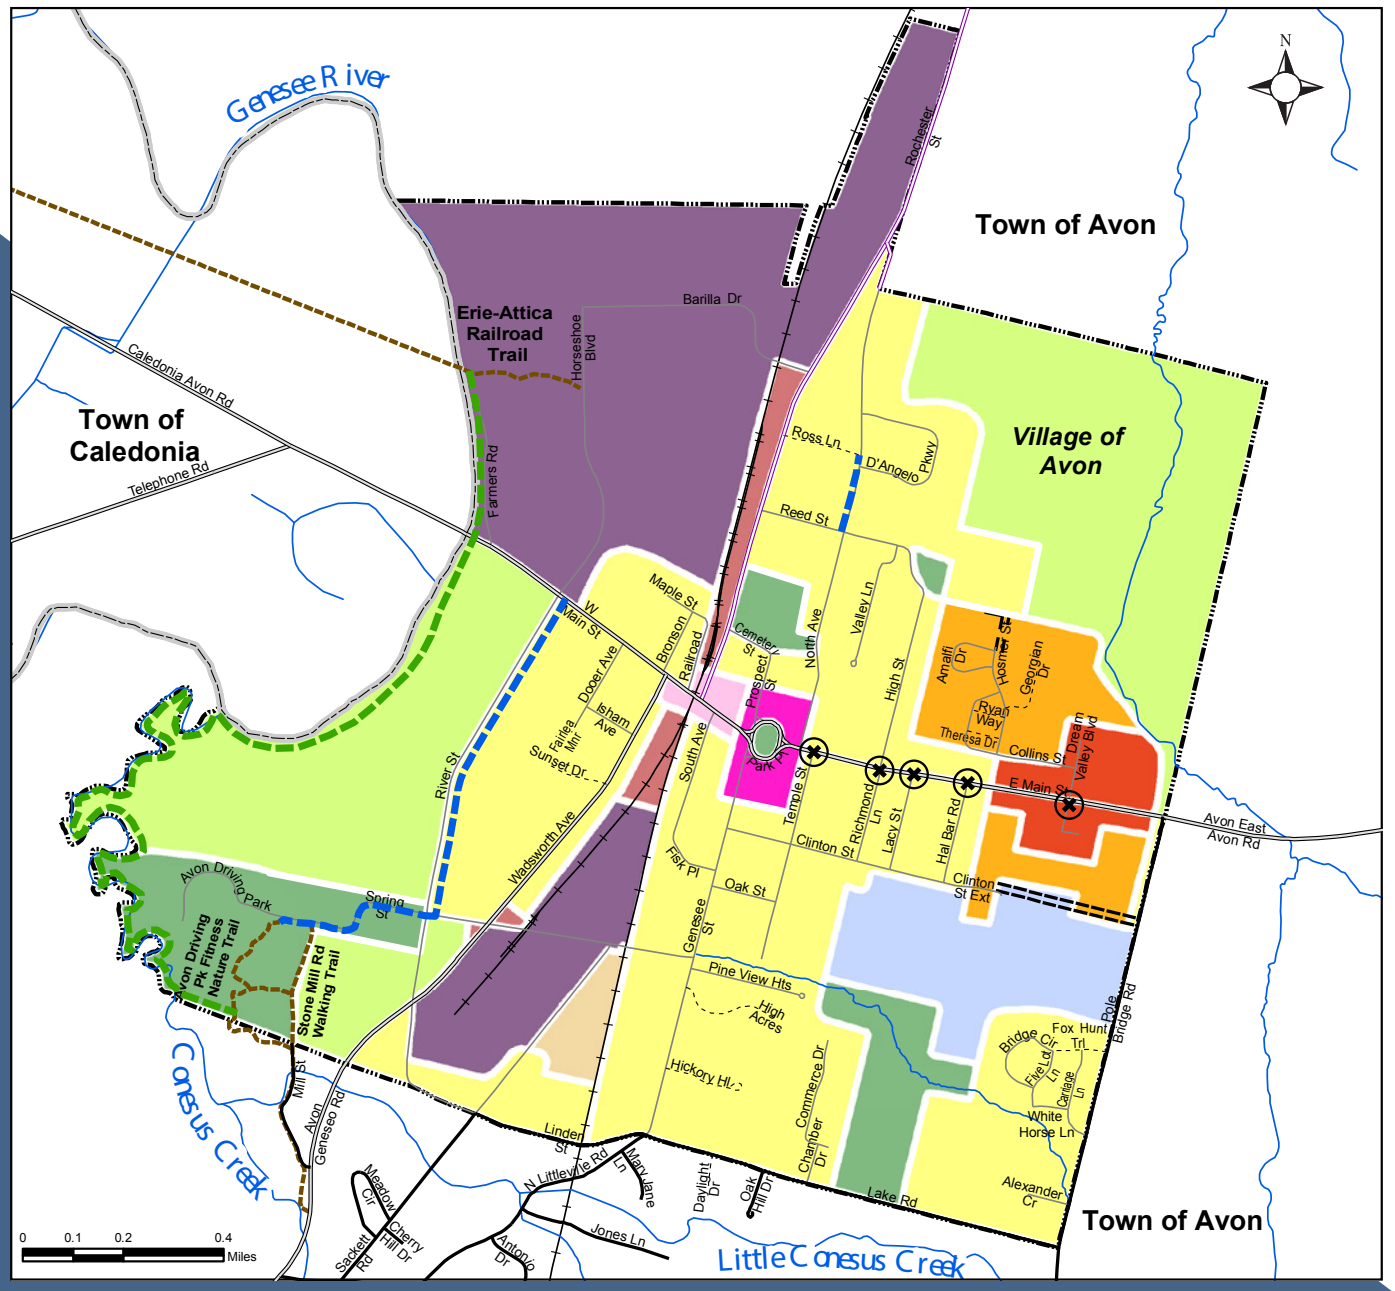 N
Genesee River
Rochester
St
Town of Avon
Barilla Dr
Erie-Attica
Railroad
Trail
Horseshoe
Blvd
Caledonia Avon Rd
Town of
Caledonia
Telephone Rd
Farmers Rd
Ross Ln
D'Angelo
Pkwy
Village of
Avon
Reed St
Maple St
W
Main St
Bronson
Railroad
Cemetery
St
Prospect
St
North Ave
Valley Ln
High St
Amalfi
Dr
Hosmer St
Georgian
Dr
Ryan
Way
Theresa Dr
Collins St
Dream
Valley Blvd
Dooer Ave
Isham
Ave
Fairlea
Mnr
Sunset Dr
River St
South Ave
Park Pl
Temple St
Richmond
Ln
Lacy St
Hal Bar Rd
E Main St
Avon East
Avon Rd
Wadsworth Ave
Clinton St
Clinton
St Ext
Fisk Pl
Oak St
Avon Driving
Park
Spring
St
Genesee
St
Avon Driving
Pk Fitness
Nature Trail
Stone Mill Rd
Walking Trail
Pine View Hts
High
Acres
Hickory Hl
Commerce Dr
Chamber
Dr
Pole
Bridge Rd
Fox Hunt
Trl
Bridge Cir
Five Lot
Ln
Carriage
Ln
White
Horse Ln
Alexander
Cr
Lake Rd
Town of Avon
Conesus Creek
Mill St
Avon
Geneseo Rd
Linden
St
N Littleville Rd
Mary Jane
Ln
Daylight
Dr
Oak
Hill Dr
Meadow
Cir
Cherry
Hill Dr
Sackett
Rd
Antonio
Dr
Jones Ln
Little Conesus Creek
0 0.1 0.2 0.4
Miles